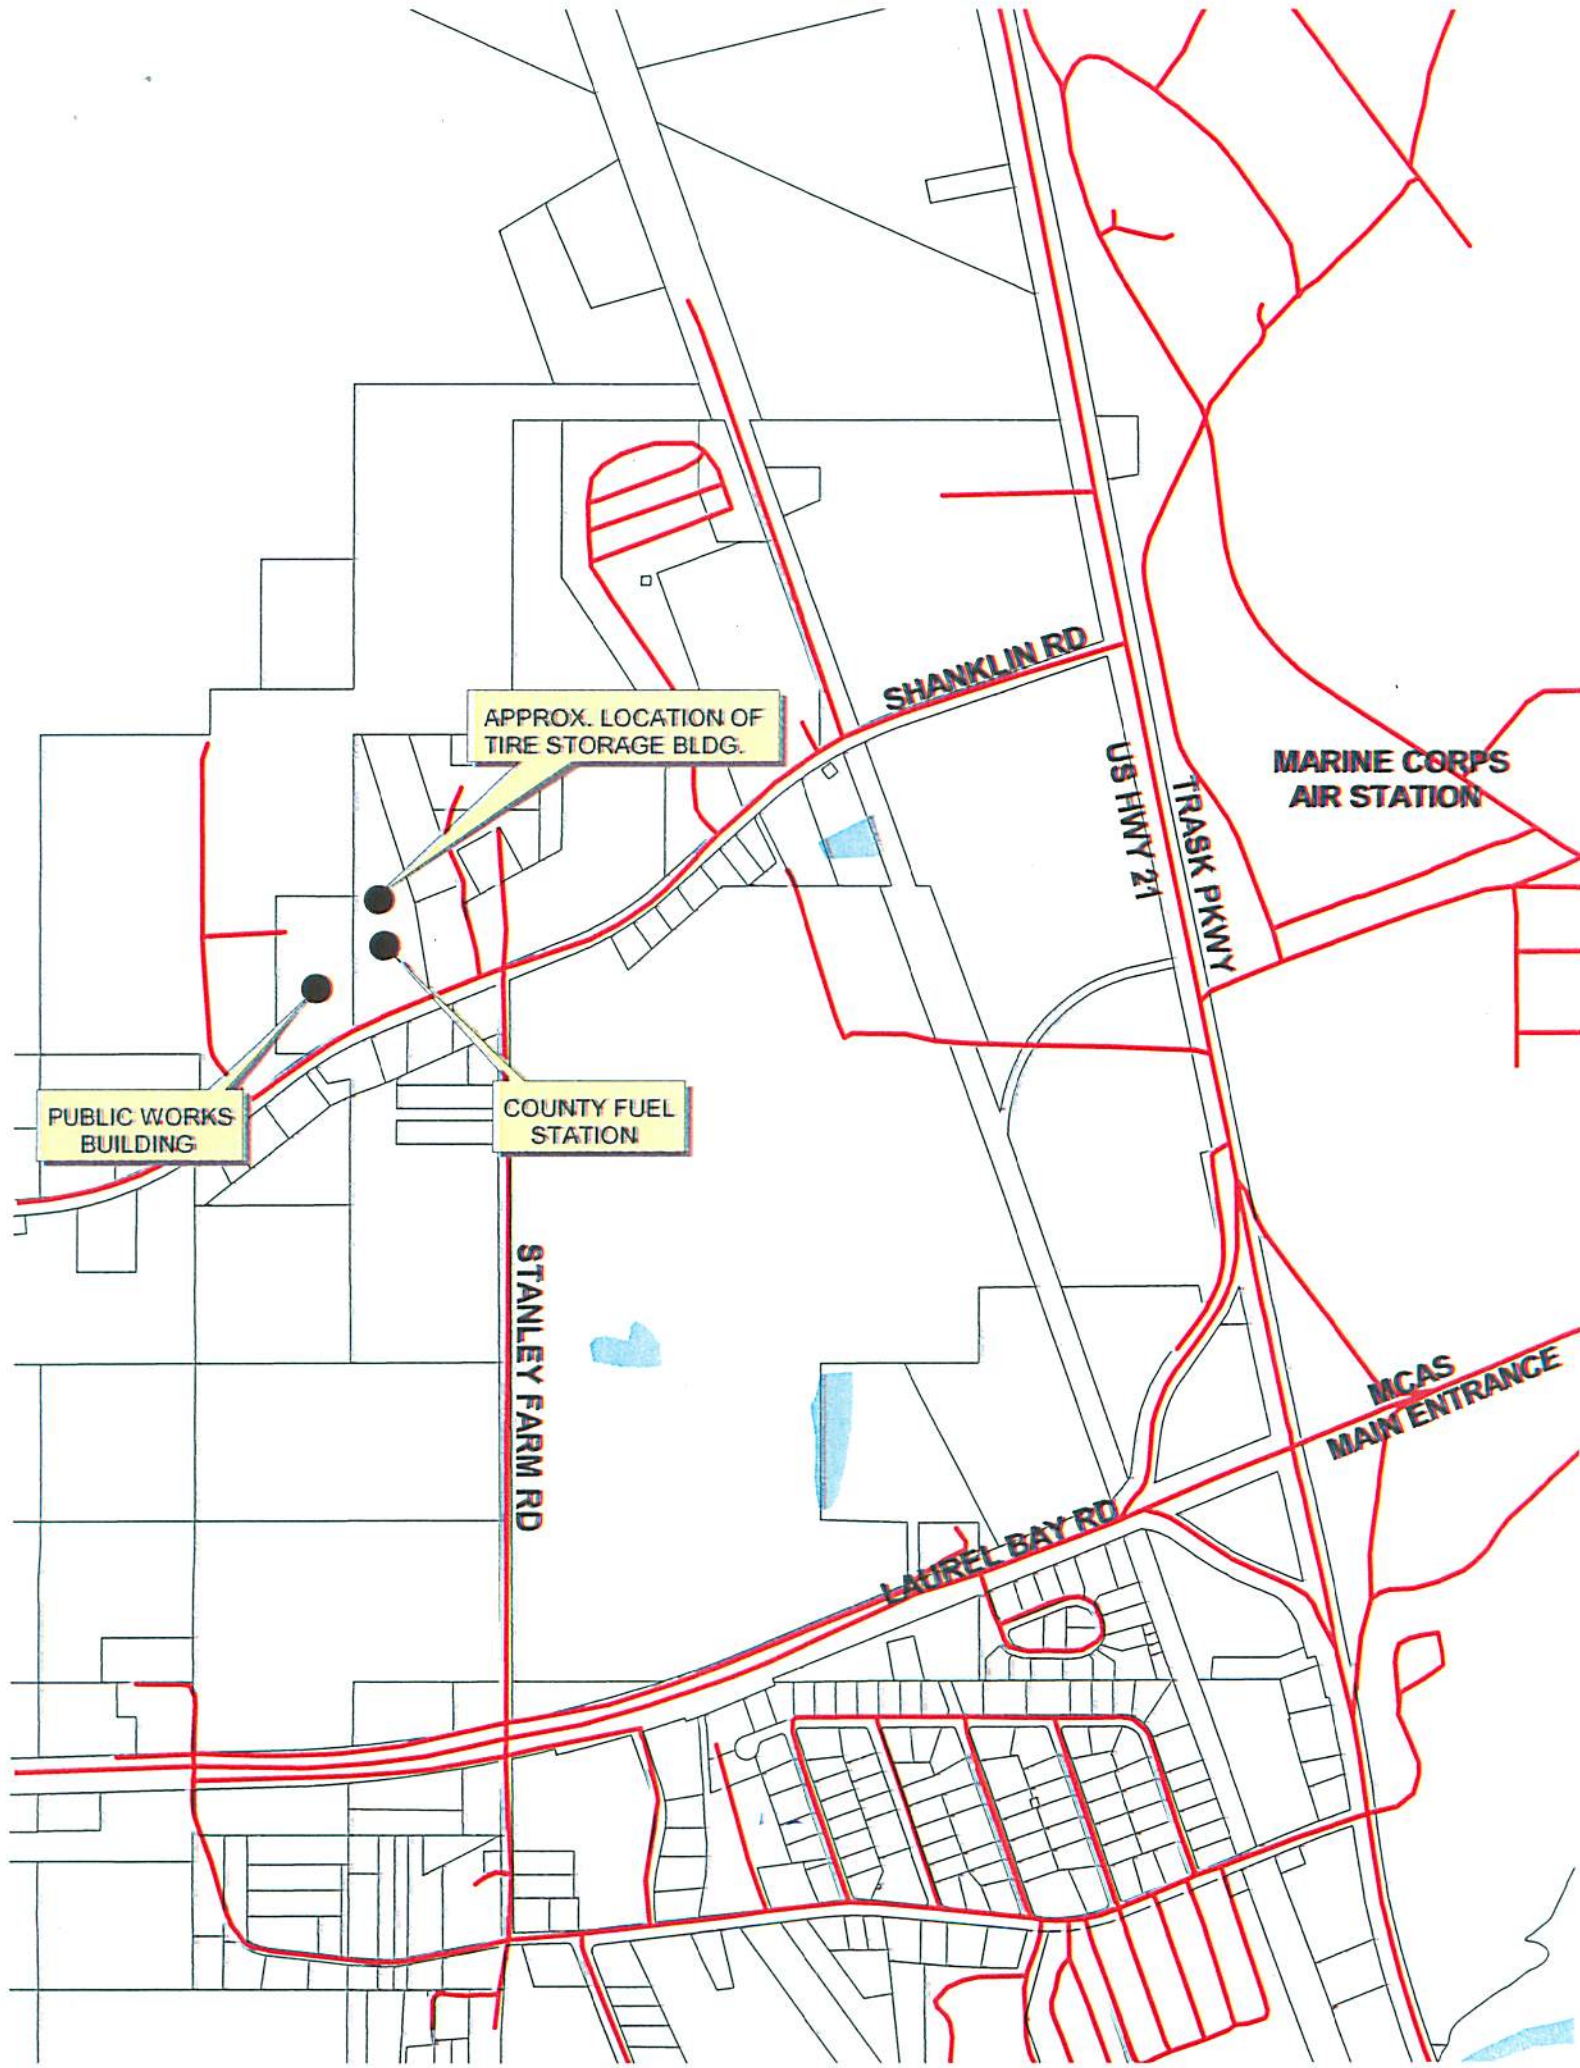 SHANKLIN RD
APPROX. LOCATION OF
TIRE STORAGE BLDG.
US HWY 21
TRASK PKWY
MARINE CORPS
AIR STATION
PUBLIC WORKS
BUILDING
COUNTY FUEL
STATION
STANLEY FARM RD
MCAS
MAIN ENTRANCE
LAUREL BAY RD